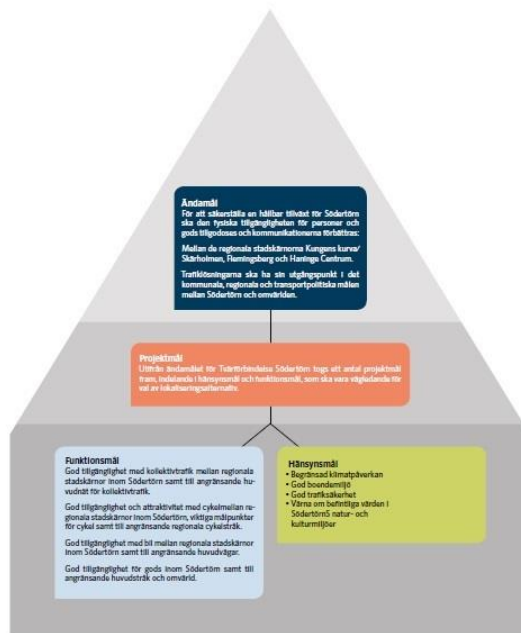 Ändamål
För att säkerställa en hållbar tillväxt för Södertörn
ska den fysiska tillgängligheten för personer och
gods tillgodoses och kommunikationerna förbättras:
Mellan de regionala stadskärnorna Kungens kurva/
Skärholmen, Flemingsberg och Haninge Centrum.
Trafiklösningarna ska ha sin utgångspunkt i det
kommunala, regionala och transportpolitiska målen
mellan Södertörn och omvärlden.
Projektmål
Utifrån ändamålet för Tvärförbindelse Södertörn togs ett antal projektmål
fram, indelande i hänsynsmål och funktionsmål, som ska vara vägledande för
val av lokaliseringsalternativ.
Funktionsmål
God tillgänglighet med kollektivtrafik mellan regionala
stadskärnor inom Södertörn samt till angränsande hu-
vudnät för kollektivtrafik.
God tillgänglighet och attraktivitet med cykelmellan re-
gionala stadskärnor inom Södertörn, viktiga målpunkter
för cykel samt till angränsande regionala cykelstråk.
God tillgänglighet med bil mellan regionala stadskärnor
inom Södertörn samt till angränsande huvudvägar.
God tillgänglighet för gods inom Södertörn samt till
angränsande huvudstråk och omvärld.
Hänsynsmål
• Begränsad klimatpåverkan
• God boendemiljö
• God trafiksäkerhet
• Värna om befintliga värden i
Södertörn5 natur- och
kulturmiljöer